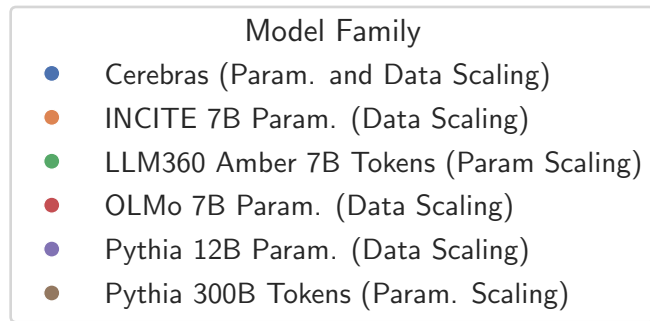 Model Family
Cerebras (Param. and Data Scaling)
INCITE 7B Param. (Data Scaling)
LLM360 Amber 7B Tokens (Param Scaling)
OLMo 7B Param. (Data Scaling)
Pythia 12B Param. (Data Scaling)
Pythia 300B Tokens (Param. Scaling)